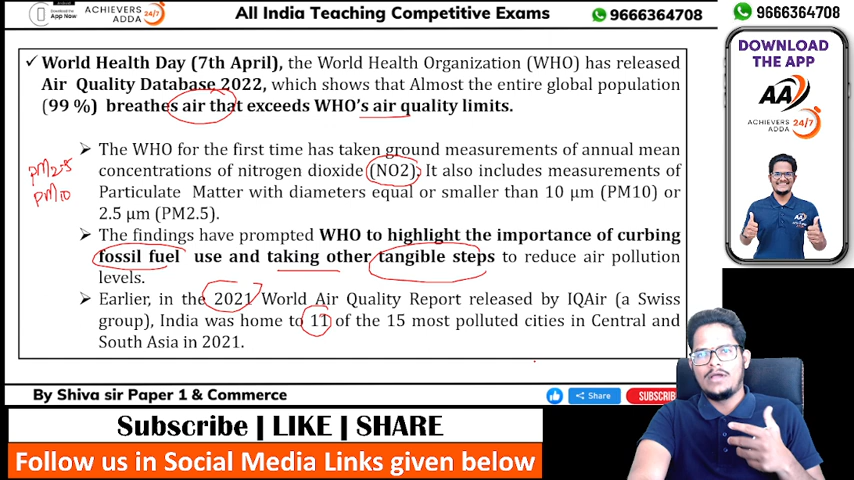 Download
App Now
ACHIEVERS
ADDA 24/7
All India Teaching Competitive Exams
9666364708
9666364708
✓ World Health Day (7th April), the World Health Organization (WHO) has released
Air Quality Database 2022, which shows that Almost the entire global population
(99 %) breathes air that exceeds WHO's air quality limits.
➢ The WHO for the first time has taken ground measurements of annual mean
concentrations of nitrogen dioxide (NO2). It also includes measurements of
Particulate Matter with diameters equal or smaller than 10 μm (PM10) or
2.5 μm (PM2.5).
PM2.5
PM10
➢ The findings have prompted WHO to highlight the importance of curbing
fossil fuel use and taking other tangible steps to reduce air pollution
levels.
➢ Earlier, in the 2021 World Air Quality Report released by IQAir (a Swiss
group), India was home to 11 of the 15 most polluted cities in Central and
South Asia in 2021.
DOWNLOAD
THE APP
AA
ACHIEVERS
ADDA 24/7
By Shiva sir Paper 1 & Commerce
Share
SUBSCRIB
Subscribe | LIKE | SHARE
Follow us in Social Media Links given below